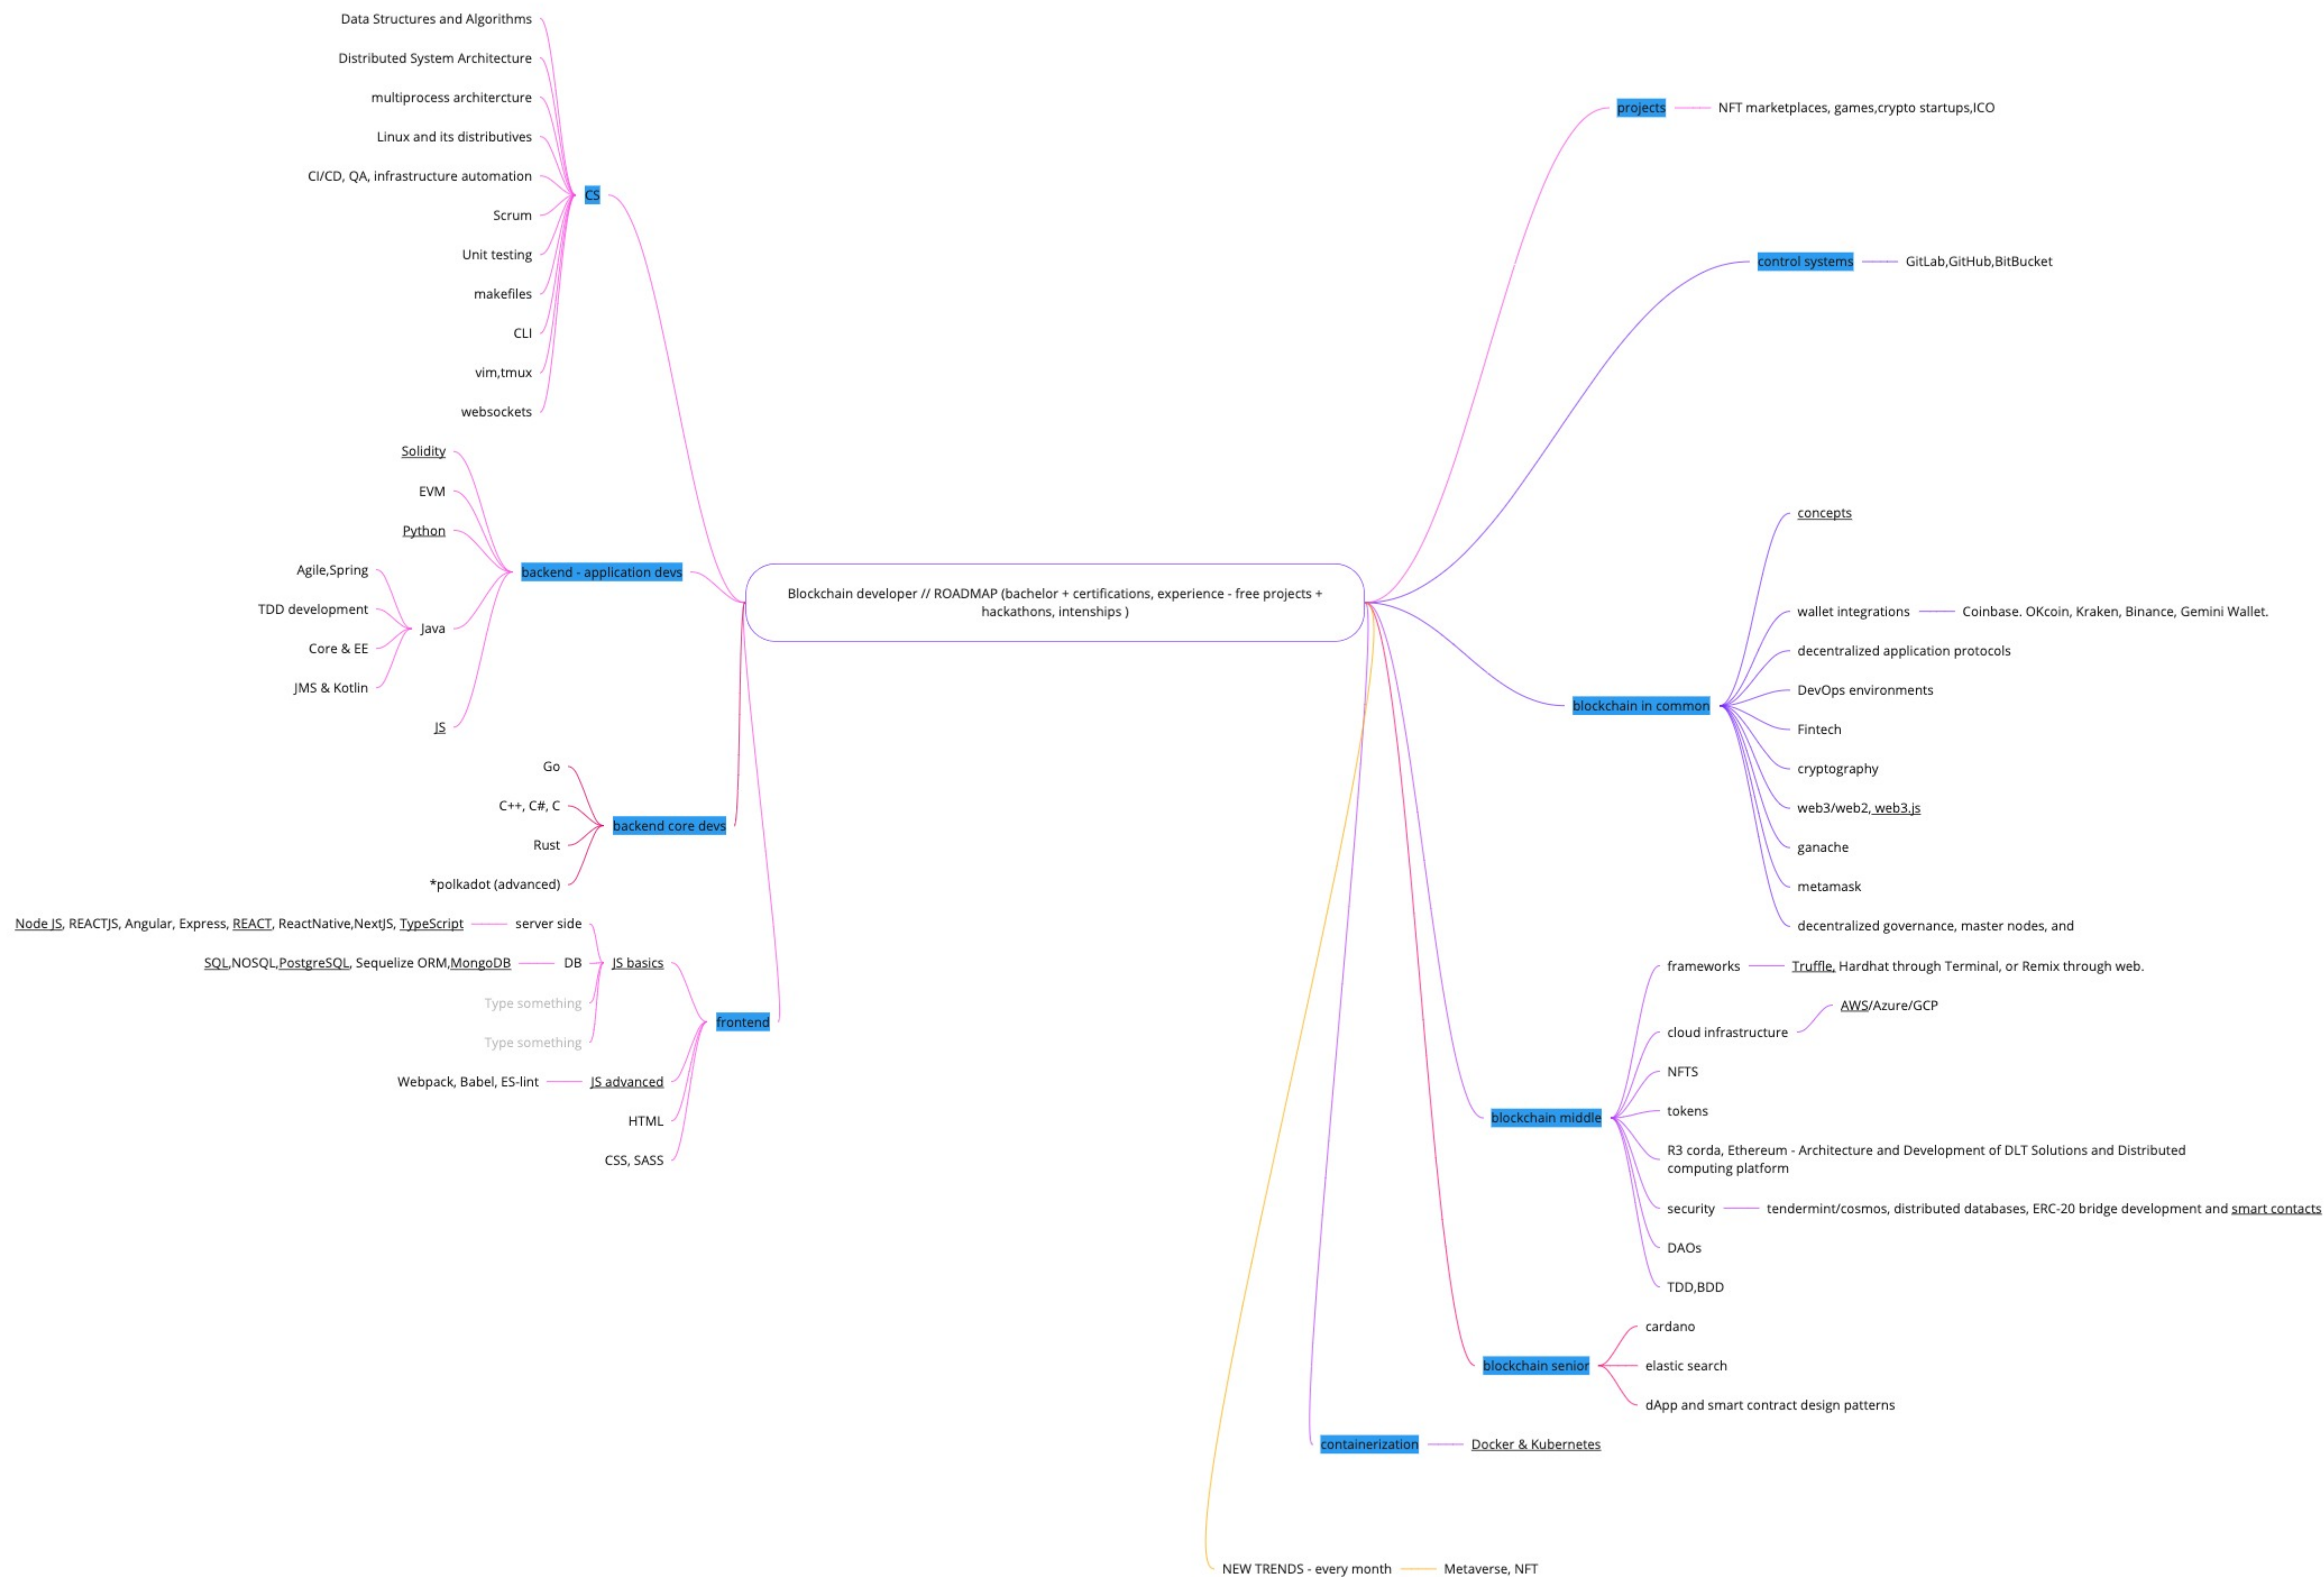 Data Structures and Algorithms
Distributed System Architecture
multiprocess architercture
Linux and its distributives
CI/CD, QA, infrastructure automation
CS
Scrum
Unit testing
makefiles
CLI
vim,tmux
websockets
Solidity
EVM
Python
backend - application devs
Agile,Spring
TDD development
Java
Core & EE
JMS & Kotlin
JS
Go
C++, C#, C
backend core devs
Rust
*polkadot (advanced)
Node JS, REACTJS, Angular, Express, REACT, ReactNative,NextJS, TypeScript
server side
SQL,NOSQL,PostgreSQL, Sequelize ORM,MongoDB
DB
JS basics
Type something
Type something
frontend
Webpack, Babel, ES-lint
JS advanced
HTML
CSS, SASS
Blockchain developer // ROADMAP (bachelor + certifications, experience - free projects +
hackathons, intenships )
projects
NFT marketplaces, games,crypto startups,ICO
control systems
GitLab,GitHub,BitBucket
concepts
wallet integrations
Coinbase. OKcoin, Kraken, Binance, Gemini Wallet.
decentralized application protocols
DevOps environments
blockchain in common
Fintech
cryptography
web3/web2, web3.js
ganache
metamask
decentralized governance, master nodes, and
frameworks
Truffle, Hardhat through Terminal, or Remix through web.
AWS/Azure/GCP
cloud infrastructure
NFTS
tokens
blockchain middle
R3 corda, Ethereum - Architecture and Development of DLT Solutions and Distributed
computing platform
security
tendermint/cosmos, distributed databases, ERC-20 bridge development and smart contacts
DAOs
TDD,BDD
cardano
blockchain senior
elastic search
dApp and smart contract design patterns
containerization
Docker & Kubernetes
NEW TRENDS - every month
Metaverse, NFT